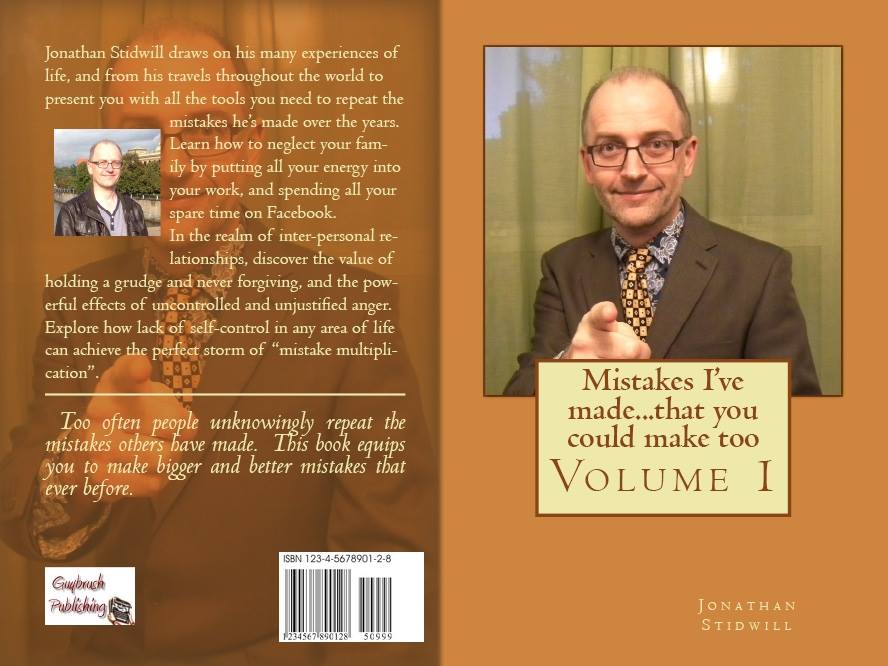 Jonathan Stidwill draws on his many experiences of
life, and from his travels throughout the world to
present you with all the tools you need to repeat the
mistakes he's made over the years.
Learn how to neglect your fam-
ily by putting all your energy into
your work, and spending all your
spare time on Facebook.
In the realm of inter-personal re-
lationships, discover the value of
holding a grudge and never forgiving, and the pow-
erful effects of uncontrolled and unjustified anger.
Explore how lack of self-control in any area of life
can achieve the perfect storm of “mistake multipli-
cation”.
Too often people unknowingly repeat the
mistakes others have made. This book equips
you to make bigger and better mistakes that
ever before.
Guybrush
Publishing
ISBN 123-4-5678901-2-8
1234567 890128
50999
Mistakes I've
made...that you
could make too
Volume I
Jonathan
Stidwill